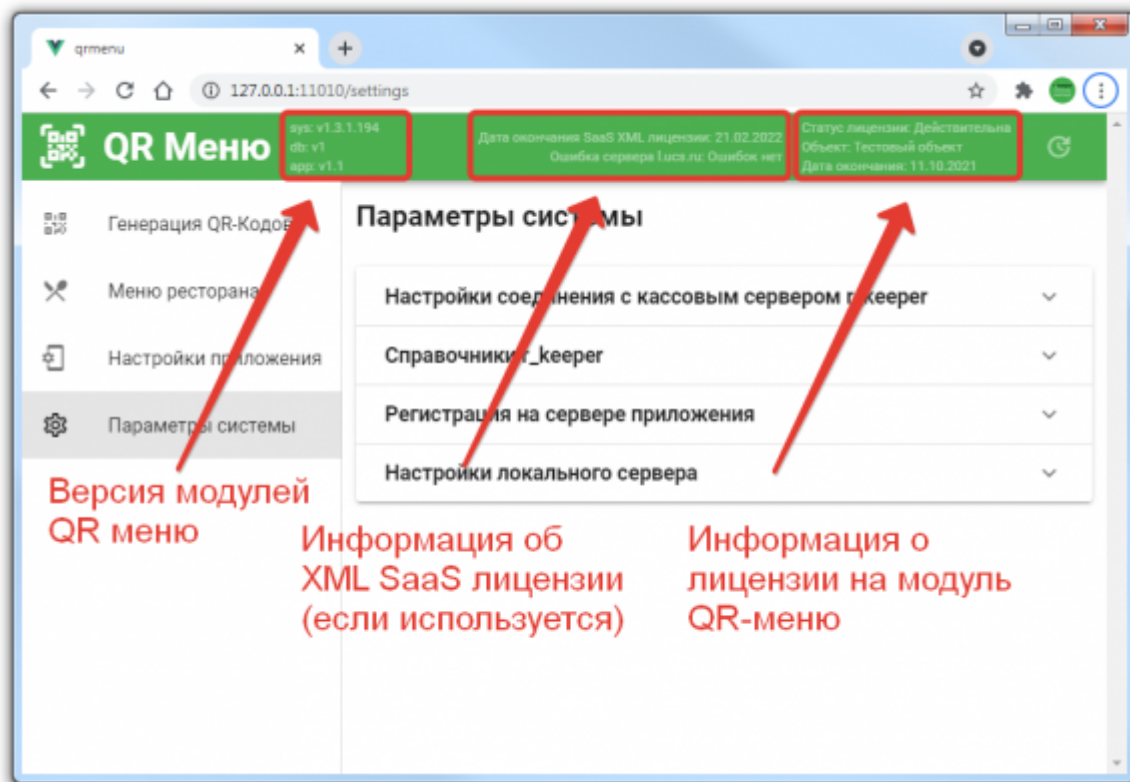 qrmenu
127.0.0.1:11010/settings
QR Меню
sys: v1.3.1.194
db: v1
app: v1.1
Дата окончания SaaS XML лицензии: 21.02.2022
Ошибка сервера l.ucs.ru: Ошибок нет
Статус лицензии: Действительна
Объект: Тестовый объект
Дата окончания: 11.10.2021
Генерация QR-Кодов
Меню ресторана
Настройки приложения
Параметры системы
Параметры системы
Настройки соединения с кассовым сервером r_keeper
Справочники r_keeper
Регистрация на сервере приложения
Настройки локального сервера
Версия модулей
QR меню
Информация об
XML SaaS лицензии
(если используется)
Информация о
лицензии на модуль
QR-меню